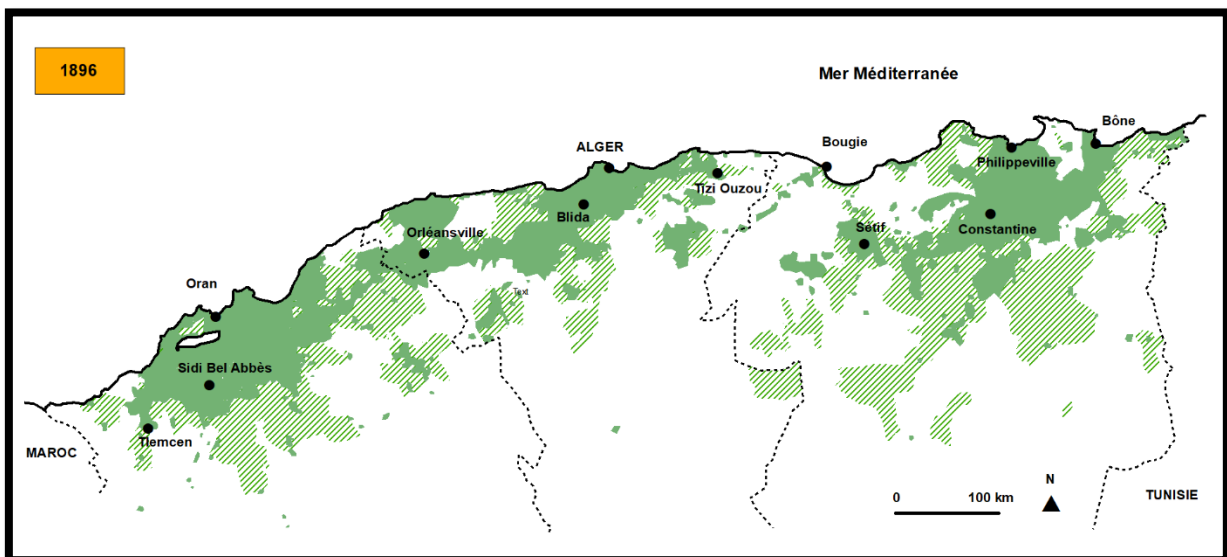 1896
Mer Méditerranée
Bône
Bougie
ALGER
Philippeville
Tizi Ouzou
Blida
Constantine
Sétif
Orléansville
Oran
Text
Sidi Bel Abbès
Tlemcen
MAROC
N
0 100 km
TUNISIE